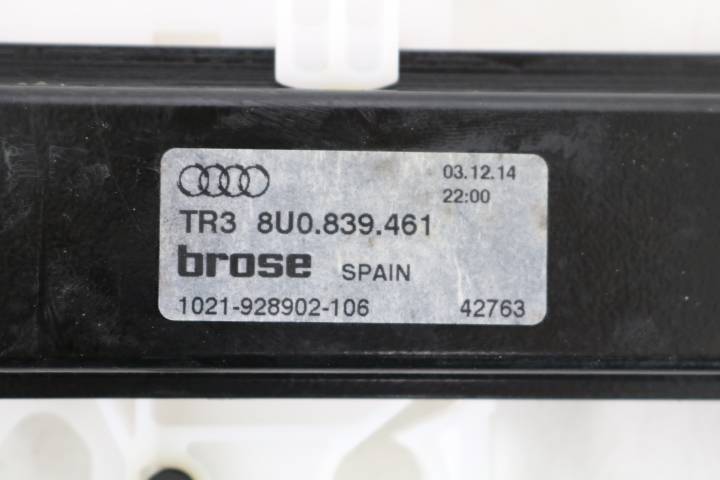 03.12.14
22:00
TR3 8U0.839.461
brose SPAIN
1021-928902-106 42763